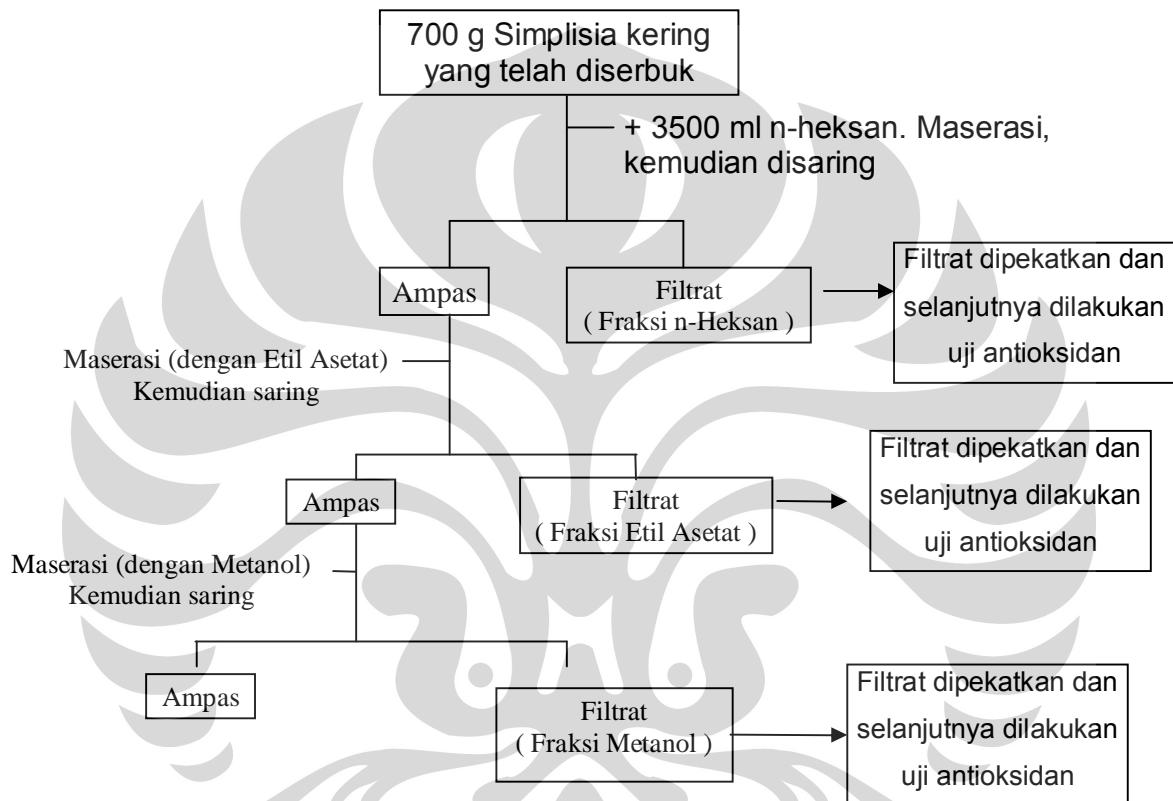 700 g Simplisia kering
yang telah diserbuk
+ 3500 ml n-heksan. Maserasi,
kemudian disaring
Ampas
Filtrat
( Fraksi n-Heksan )
Filtrat dipekatkan dan
selanjutnya dilakukan
uji antioksidan
Maserasi (dengan Etil Asetat)
Kemudian saring
Ampas
Filtrat
( Fraksi Etil Asetat )
Filtrat dipekatkan dan
selanjutnya dilakukan
uji antioksidan
Maserasi (dengan Metanol)
Kemudian saring
Ampas
Filtrat
( Fraksi Metanol )
Filtrat dipekatkan dan
selanjutnya dilakukan
uji antioksidan